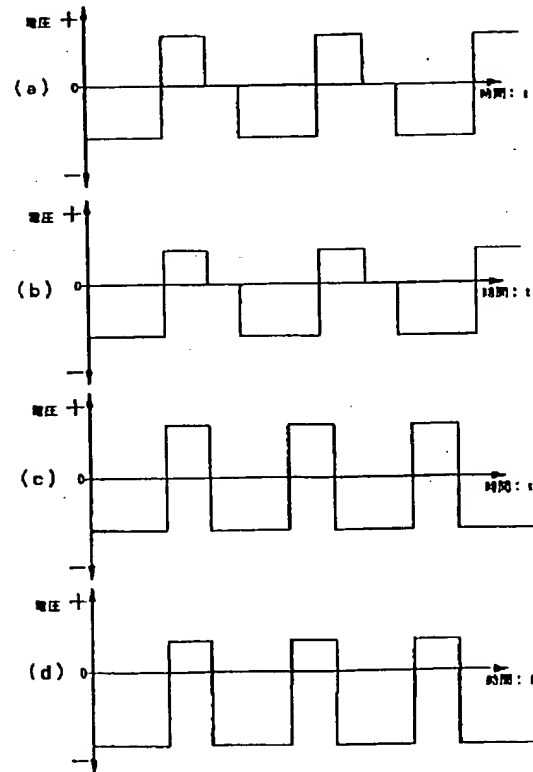 電圧 +
(a) 0
時間: t
−
電圧 +
(b) 0
時間: t
−
電圧 +
(c) 0
時間: t
−
電圧 +
(d) 0
時間:
−